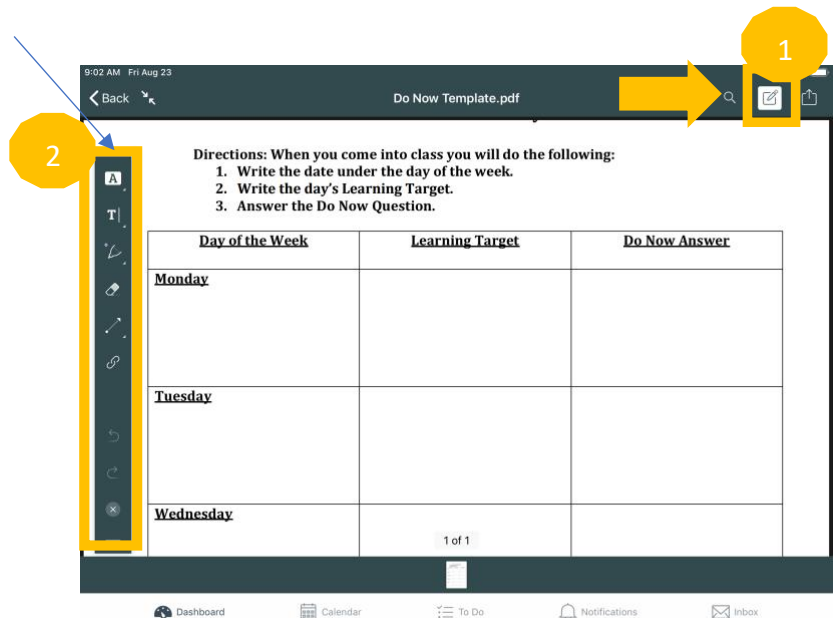 1
9:02 AM Fri Aug 23
Back
Do Now Template.pdf
2
Directions: When you come into class you will do the following:
1. Write the date under the day of the week.
2. Write the day's Learning Target.
3. Answer the Do Now Question.
A
T
Day of the Week Learning Target Do Now Answer
Monday
Tuesday
Wednesday
1 of 1
Dashboard Calendar To Do Notifications Inbox